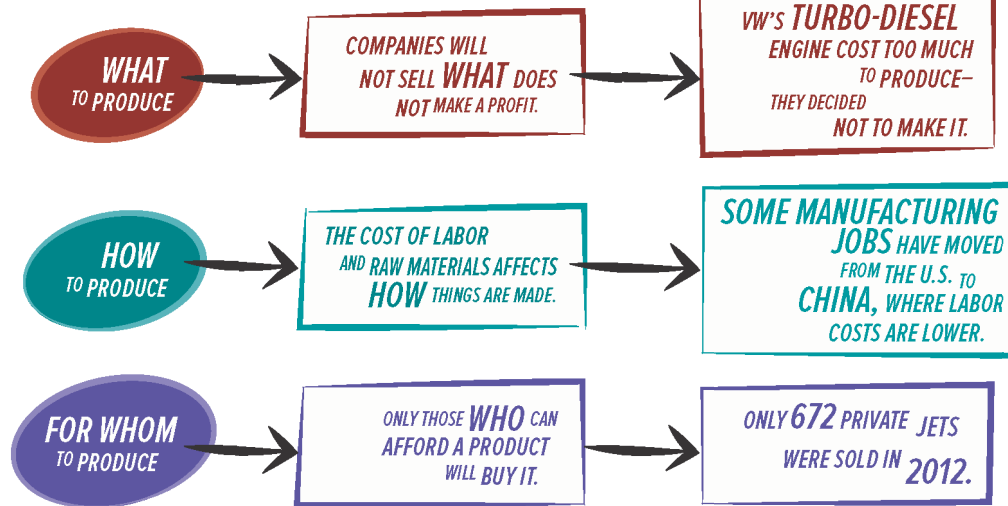 WHAT
TO PRODUCE
COMPANIES WILL
NOT SELL WHAT DOES
NOT MAKE A PROFIT.
VW'S TURBO-DIESEL
ENGINE COST TOO MUCH
TO PRODUCE–
THEY DECIDED
NOT TO MAKE IT.
HOW
TO PRODUCE
THE COST OF LABOR
AND RAW MATERIALS AFFECTS
HOW THINGS ARE MADE.
SOME MANUFACTURING
JOBS HAVE MOVED
FROM THE U.S. TO
CHINA, WHERE LABOR
COSTS ARE LOWER.
FOR WHOM
TO PRODUCE
ONLY THOSE WHO CAN
AFFORD A PRODUCT
WILL BUY IT.
ONLY 672 PRIVATE JETS
WERE SOLD IN 2012.